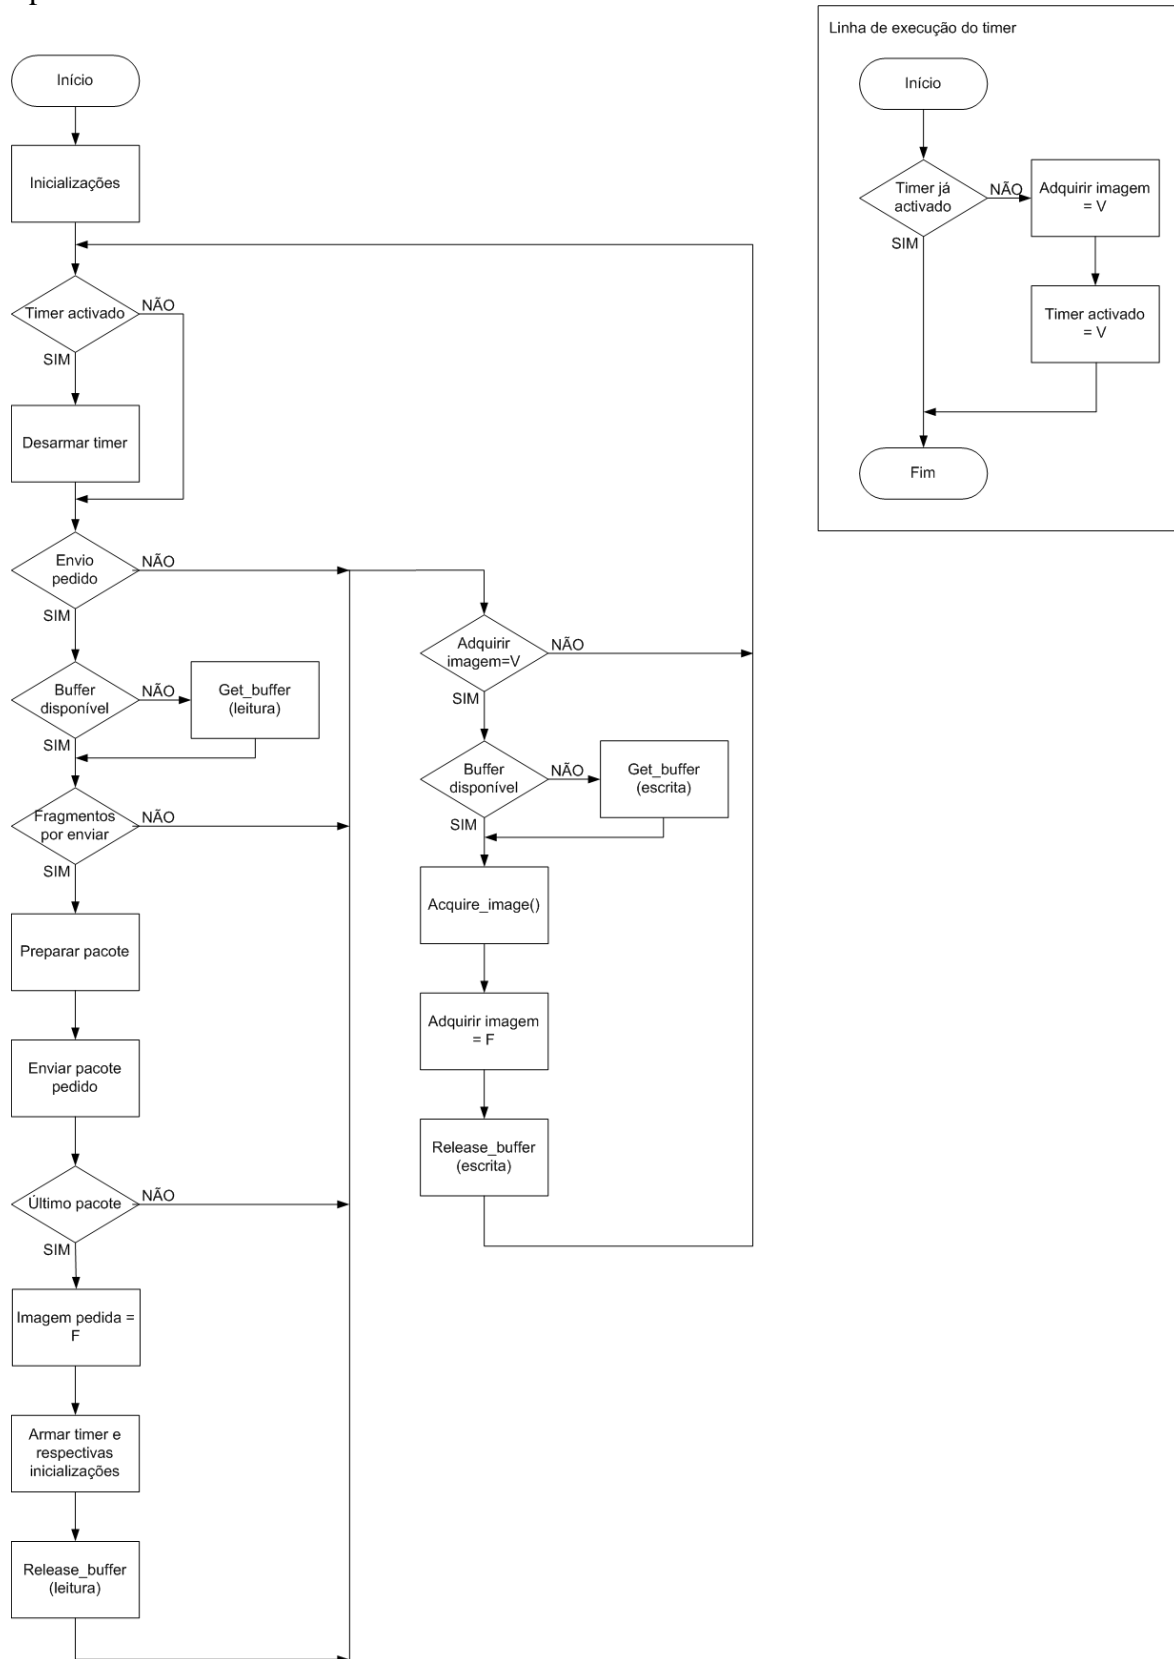 Início
Inicializações
Timer activado
NÃO
SIM
Desarmar timer
Envio
pedido
NÃO
SIM
Buffer
disponível
NÃO
SIM
Get_buffer
(leitura)
Fragmentos
por enviar
NÃO
SIM
Preparar pacote
Enviar pacote
pedido
Último pacote
NÃO
SIM
Imagem pedida =
F
Armar timer e
respectivas
inicializações
Release_buffer
(leitura)
Adquirir
imagem=V
NÃO
SIM
Buffer
disponível
NÃO
SIM
Get_buffer
(escrita)
Acquire_image()
Adquirir imagem
= F
Release_buffer
(escrita)
Linha de execução do timer
Início
Timer já
activado
NÃO
SIM
Adquirir imagem
= V
Timer activado
= V
Fim